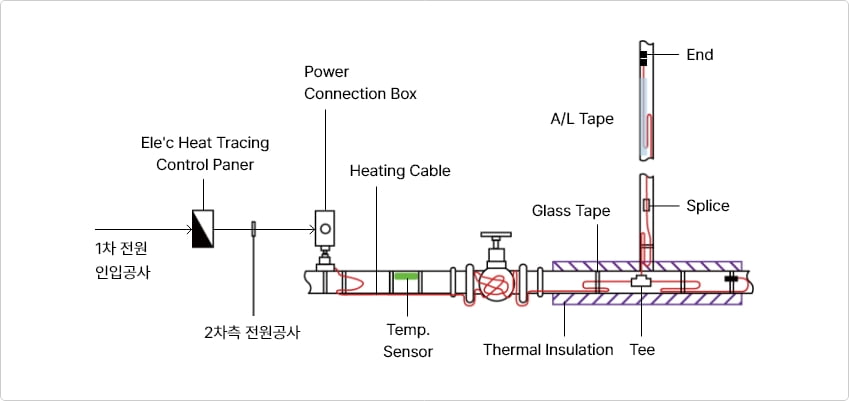 End
Power
Connection Box
A/L Tape
Ele'c Heat Tracing
Control Paner
Heating Cable
Glass Tape
Splice
1차 전원
인입공사
2차측 전원공사
Temp.
Sensor
Thermal Insulation
Tee